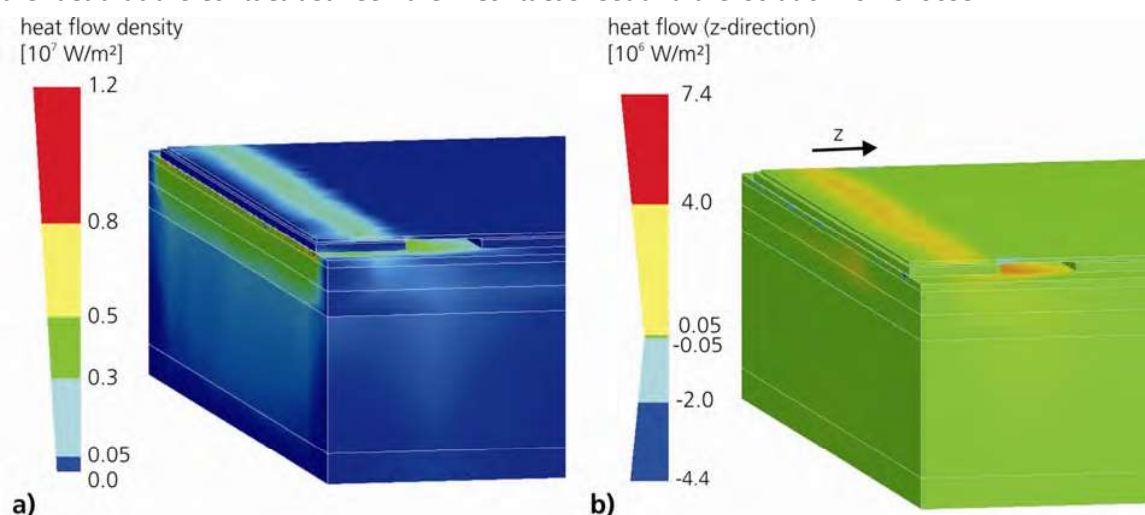 heat flow density
[10⁷ W/m²]
1.2
0.8
0.5
0.3
0.05
0.0
a)
heat flow (z-direction)
[10⁶ W/m²]
7.4
4.0
0.05
-0.05
-2.0
-4.4
z
b)